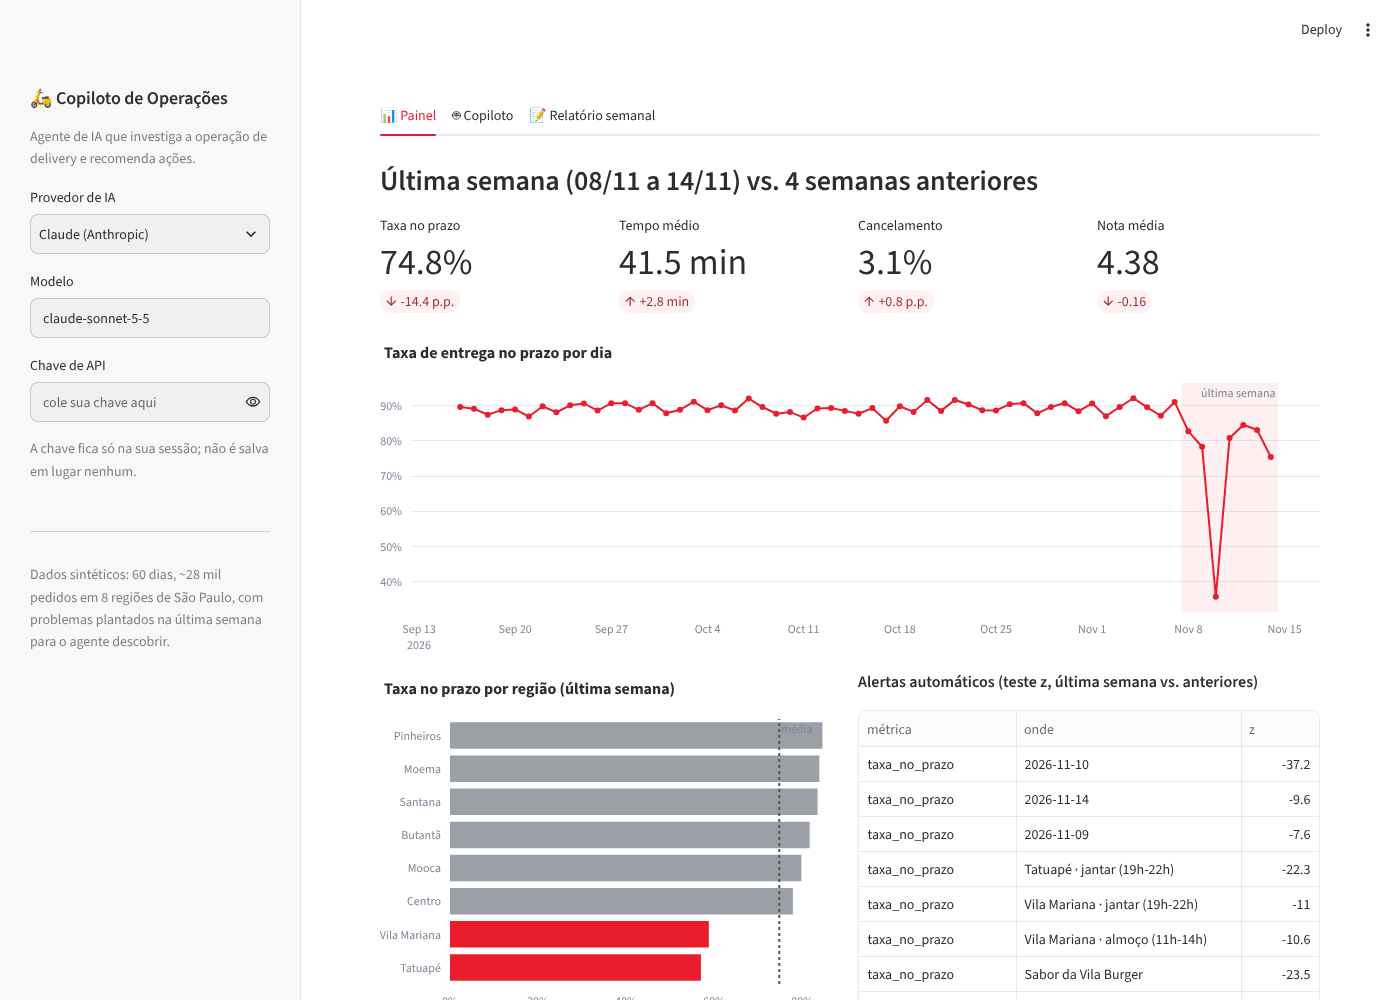 Deploy
🛵 Copiloto de Operações
Agente de IA que investiga a operação de
delivery e recomenda ações.
Provedor de IA
Claude (Anthropic)
Modelo
claude-sonnet-5-5
Chave de API
cole sua chave aqui
A chave fica só na sua sessão; não é salva
em lugar nenhum.
Dados sintéticos: 60 dias, ~28 mil
pedidos em 8 regiões de São Paulo, com
problemas plantados na última semana
para o agente descobrir.
📊 Painel
Copiloto
📝 Relatório semanal
Última semana (08/11 a 14/11) vs. 4 semanas anteriores
Taxa no prazo
74.8%
↓ -14.4 p.p.
Tempo médio
41.5 min
↑ +2.8 min
Cancelamento
3.1%
↑ +0.8 p.p.
Nota média
4.38
↓ -0.16
Taxa de entrega no prazo por dia
última semana
90%
80%
70%
60%
50%
40%
Sep 13
2026
Sep 20
Sep 27
Oct 4
Oct 11
Oct 18
Oct 25
Nov 1
Nov 8
Nov 15
Taxa no prazo por região (última semana)
média
Pinheiros
Moema
Santana
Butantã
Mooca
Centro
Vila Mariana
Tatuapé
Alertas automáticos (teste z, última semana vs. anteriores)
métrica onde z
taxa_no_prazo 2026-11-10 -37.2
taxa_no_prazo 2026-11-14 -9.6
taxa_no_prazo 2026-11-09 -7.6
taxa_no_prazo Tatuapé · jantar (19h-22h) -22.3
taxa_no_prazo Vila Mariana · jantar (19h-22h) -11
taxa_no_prazo Vila Mariana · almoço (11h-14h) -10.6
taxa_no_prazo Sabor da Vila Burger -23.5